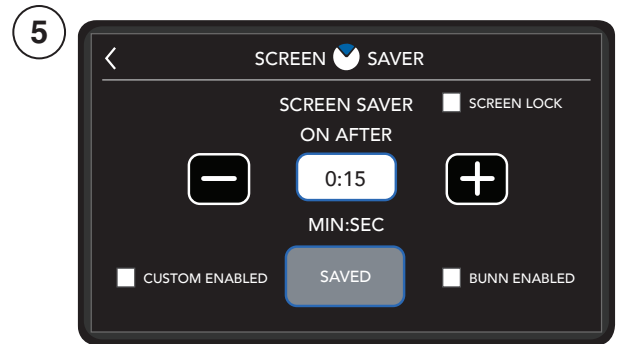 5
SCREEN SAVER
SCREEN SAVER
SCREEN LOCK
ON AFTER
0:15
MIN:SEC
CUSTOM ENABLED
SAVED
BUNN ENABLED